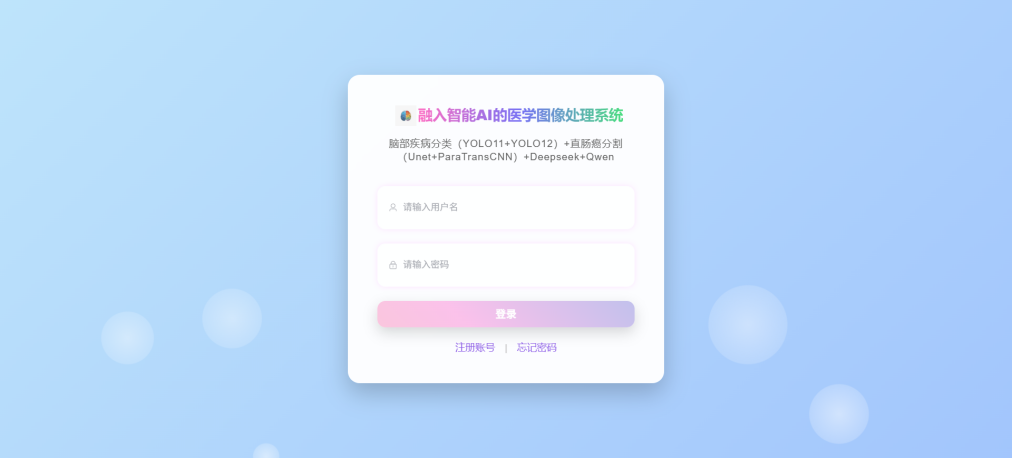 融入智能AI的医学图像处理系统
脑部疾病分类（YOLO11+YOLO12）+直肠癌分割
（Unet+ParaTransCNN）+Deepseek+Qwen
请输入用户名
请输入密码
登录
注册账号 | 忘记密码